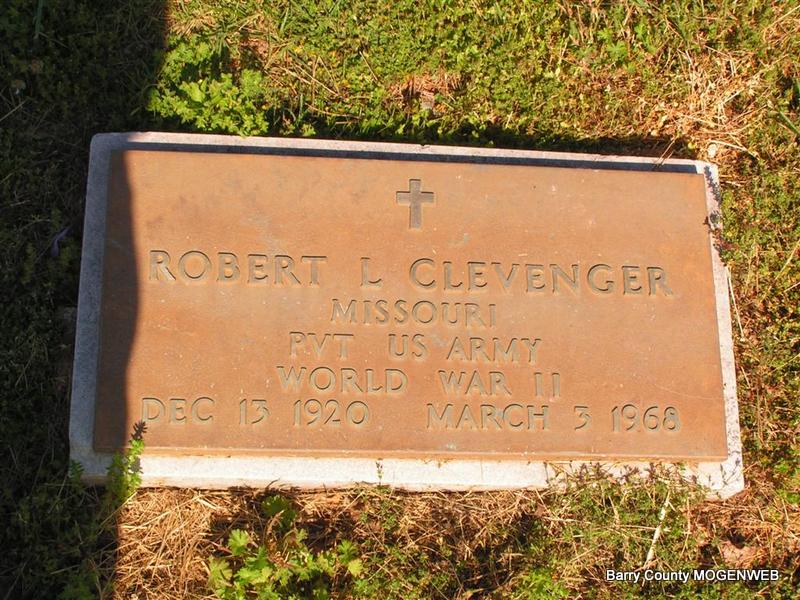 ROBERT L CLEVENGER
MISSOURI
PVT US ARMY
WORLD WAR II
DEC 13 1920 MARCH 3 1968
Barry County MOGENWEB